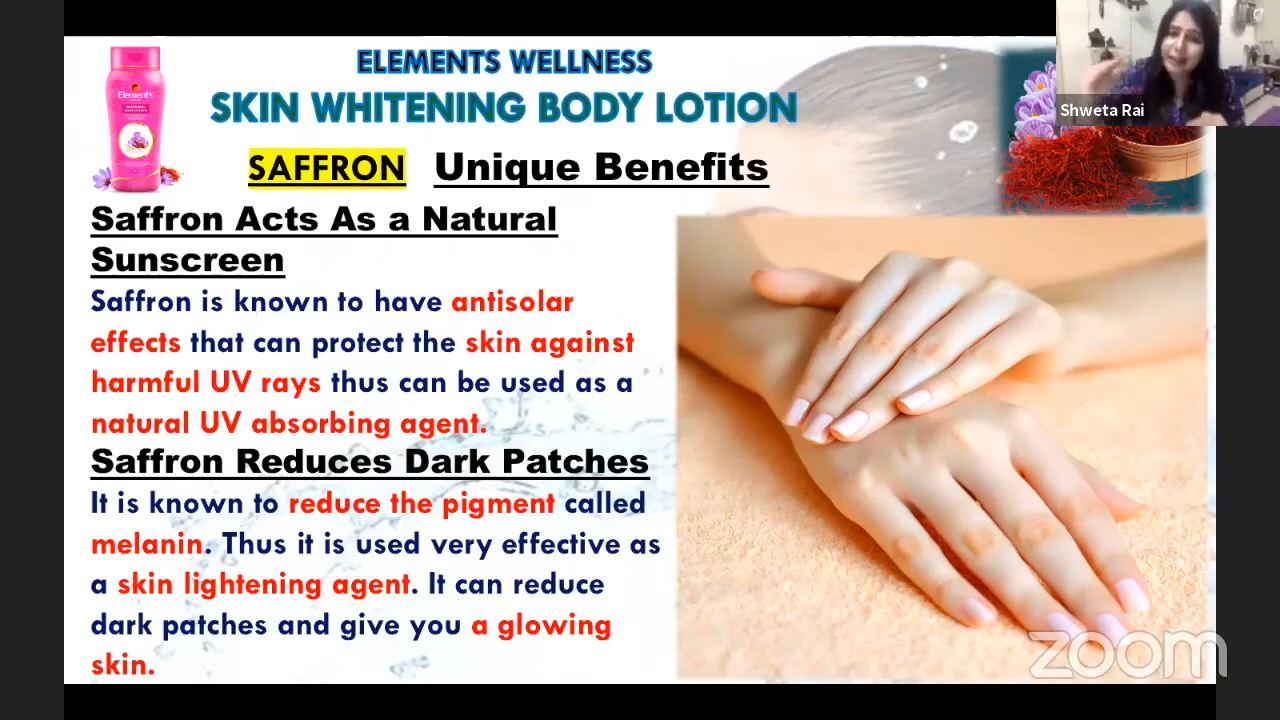 ELEMENTS WELLNESS
SKIN WHITENING BODY LOTION
Elements
SAFFRON Unique Benefits
Shweta Rai
Saffron Acts As a Natural
Sunscreen
Saffron is known to have antisolar
effects that can protect the skin against
harmful UV rays thus can be used as a
natural UV absorbing agent.
Saffron Reduces Dark Patches
It is known to reduce the pigment called
melanin. Thus it is used very effective as
a skin lightening agent. It can reduce
dark patches and give you a glowing
skin.
zoom